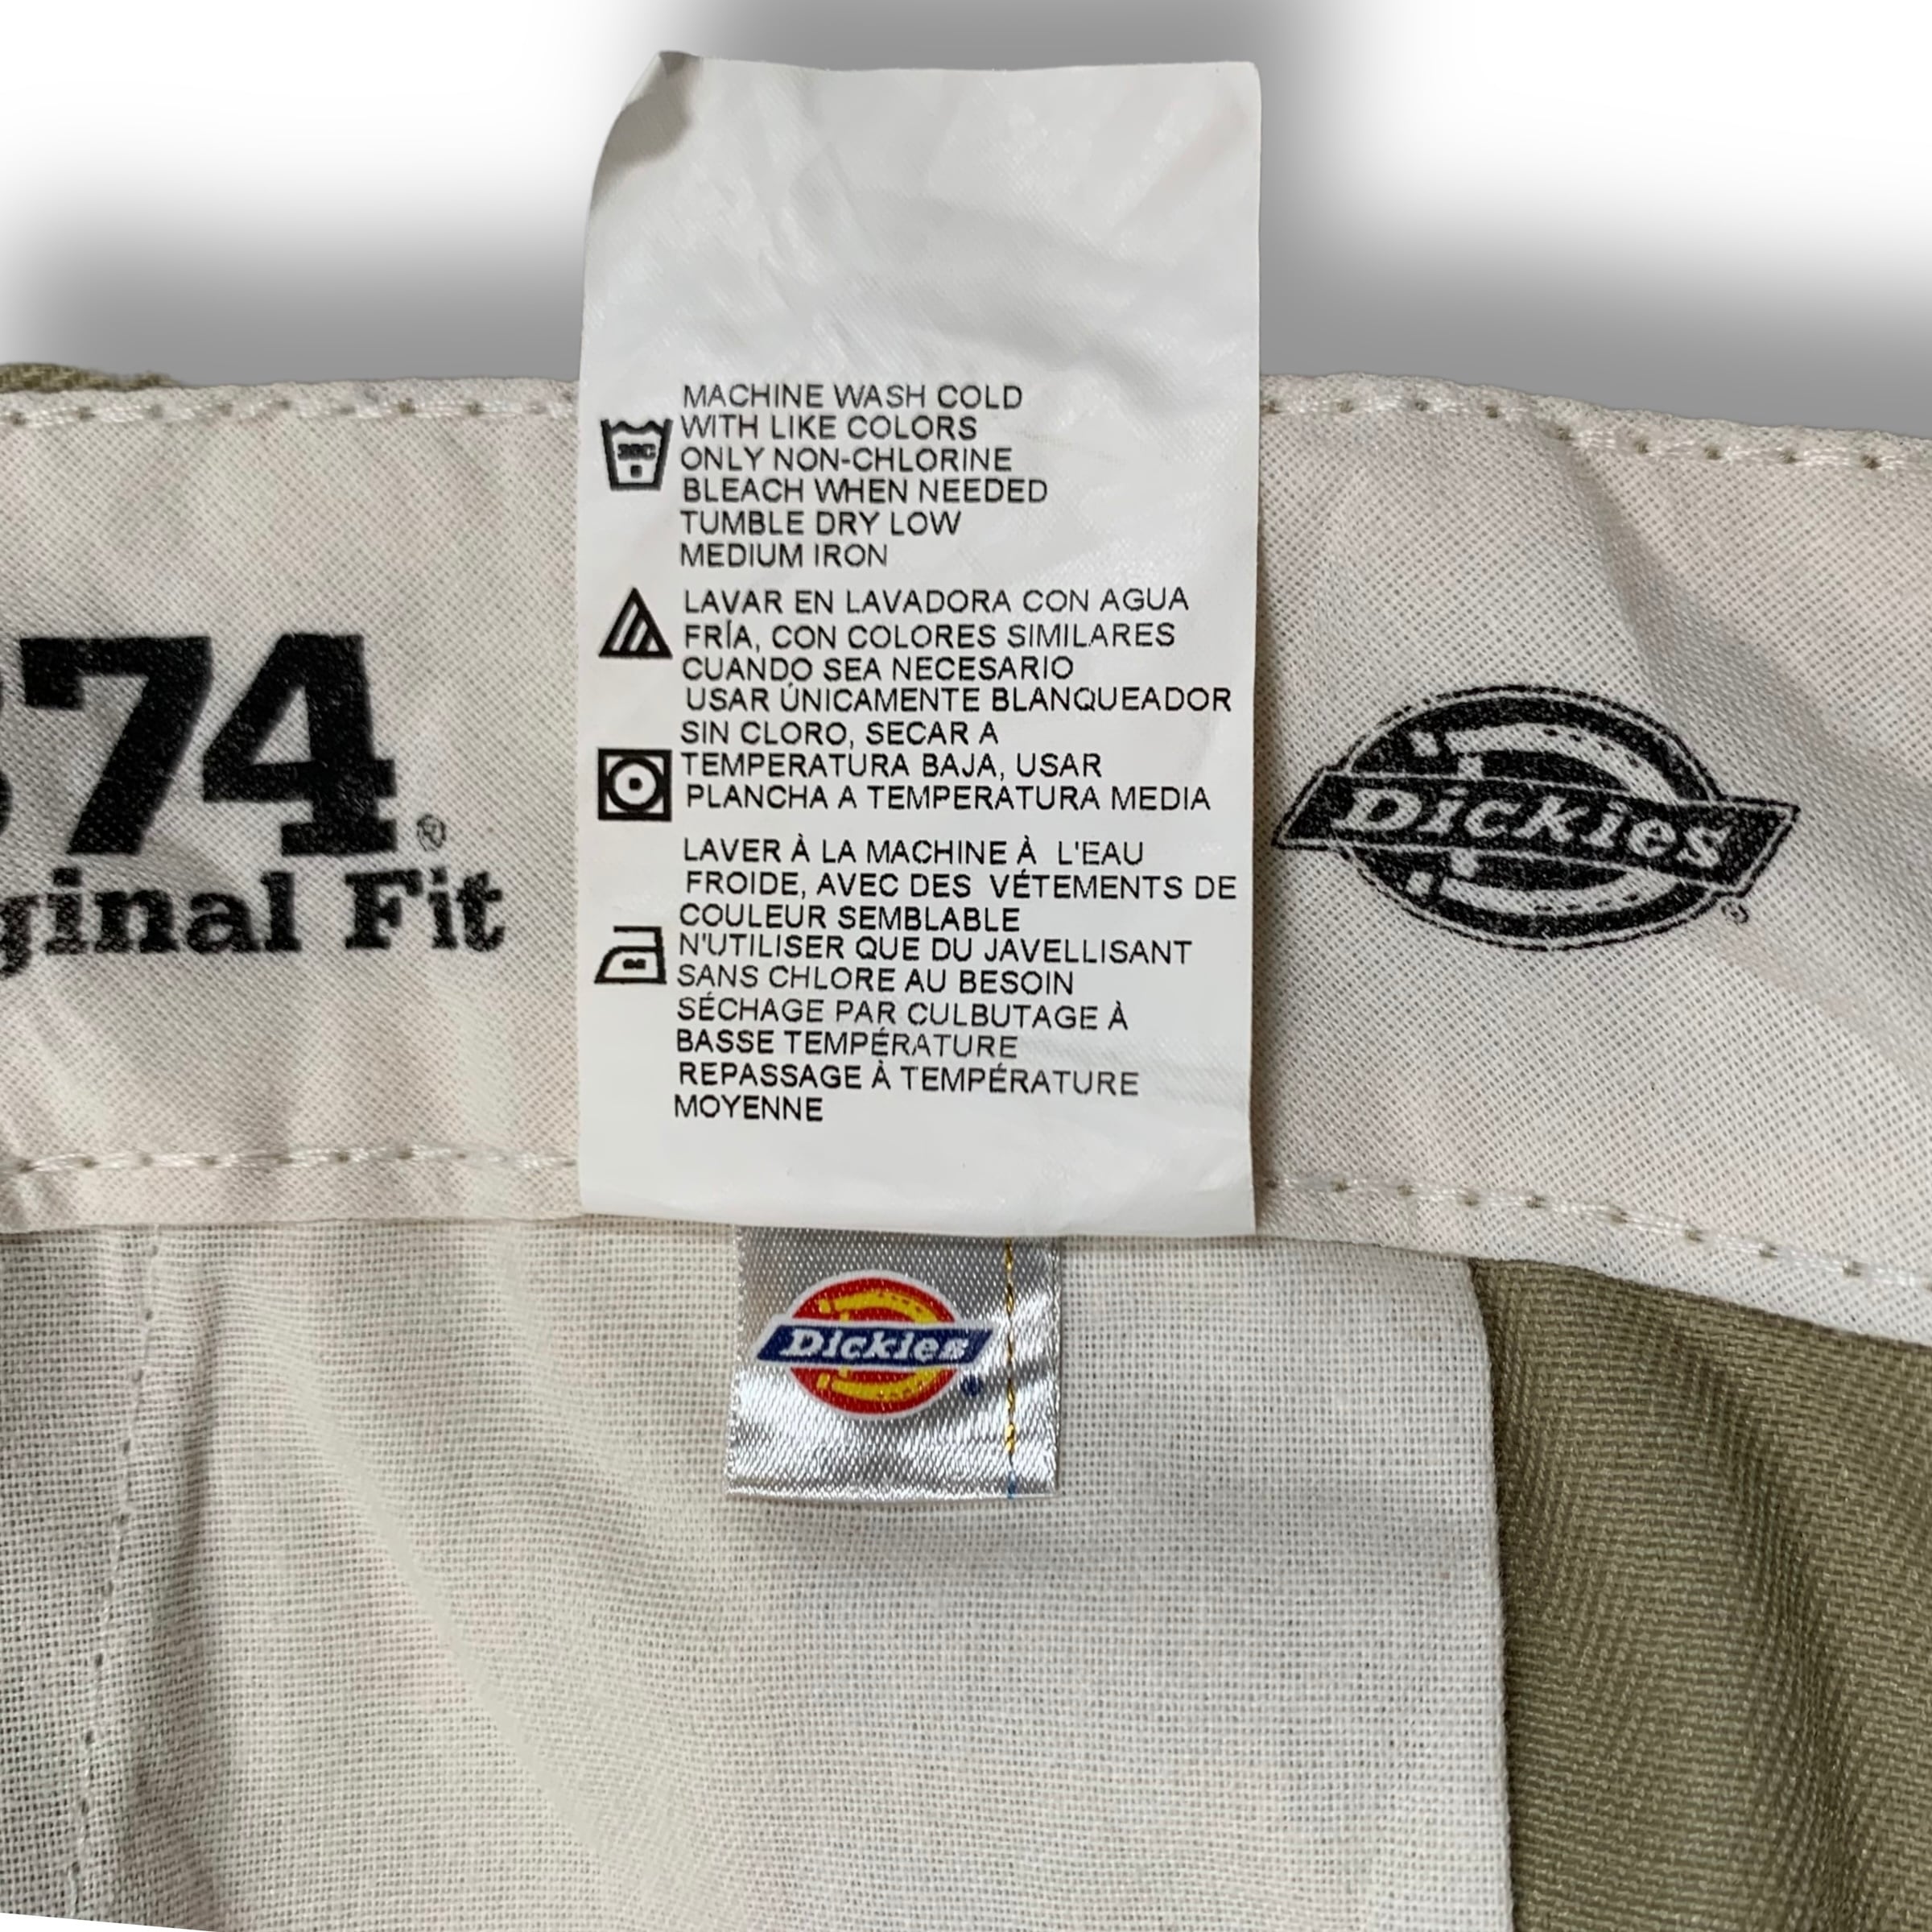 MACHINE WASH COLD
WITH LIKE COLORS
ONLY NON-CHLORINE
BLEACH WHEN NEEDED
TUMBLE DRY LOW
MEDIUM IRON
LAVAR EN LAVADORA CON AGUA
FRÍA, CON COLORES SIMILARES
CUANDO SEA NECESARIO
USAR ÚNICAMENTE BLANQUEADOR
SIN CLORO, SECAR A
TEMPERATURA BAJA, USAR
PLANCHA A TEMPERATURA MEDIA
LAVER À LA MACHINE À L'EAU
FROIDE, AVEC DES VÉTEMENTS DE
COULEUR SEMBLABLE
N'UTILISER QUE DU JAVELLISANT
SANS CHLORE AU BESOIN
SÉCHAGE PAR CULBUTAGE À
BASSE TEMPÉRATURE
REPASSAGE À TEMPÉRATURE
MOYENNE
74®
ginal Fit
Dickies®
Dickies